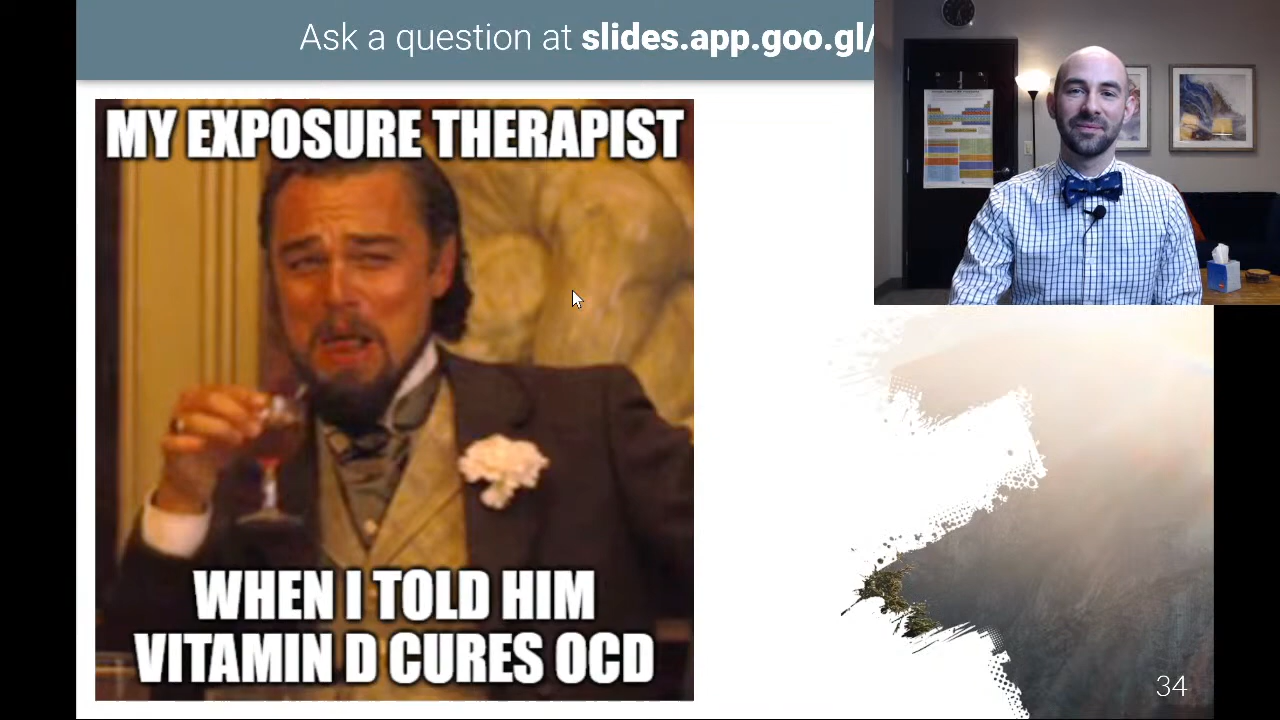 Ask a question at slides.app.goo.gl/
MY EXPOSURE THERAPIST
WHEN I TOLD HIM
VITAMIN D CURES OCD
34